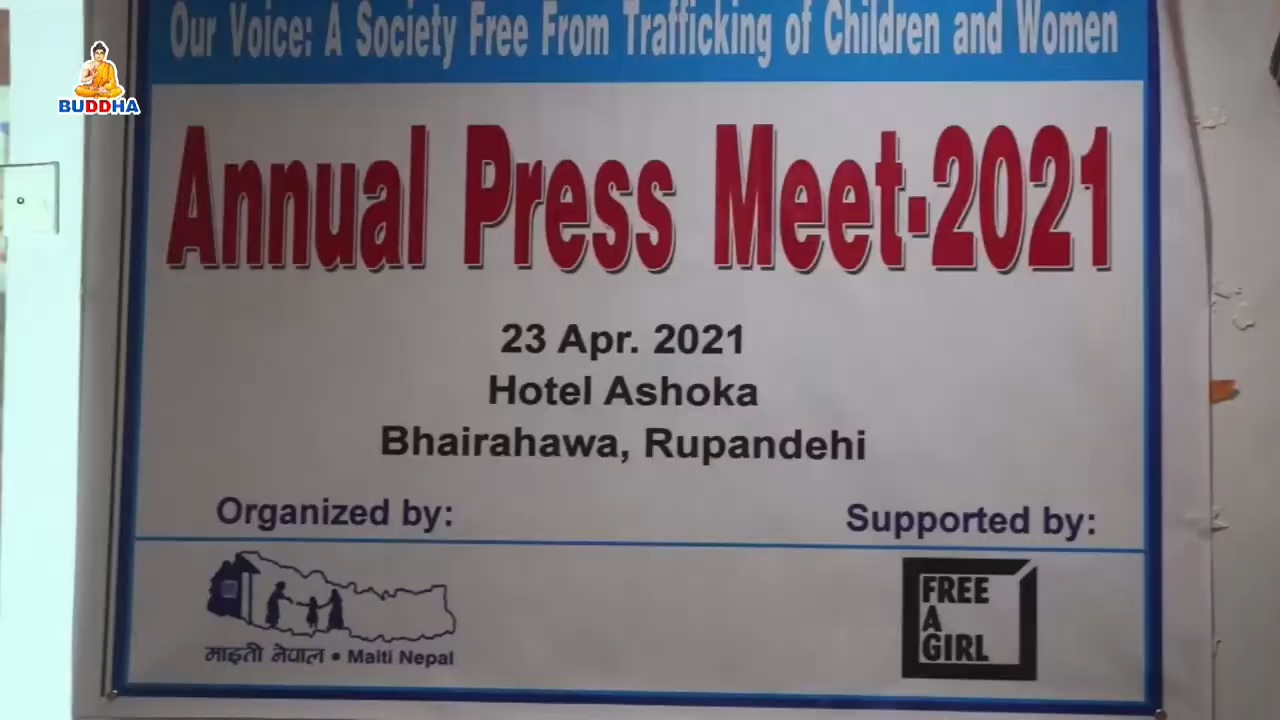 BUDDHA
Our Voice: A Society Free From Trafficking of Children and Women
Annual Press Meet-2021
23 Apr. 2021
Hotel Ashoka
Bhairahawa, Rupandehi
Organized by:
Supported by:
माइती नेपाल • Maiti Nepal
FREE
A
GIRL